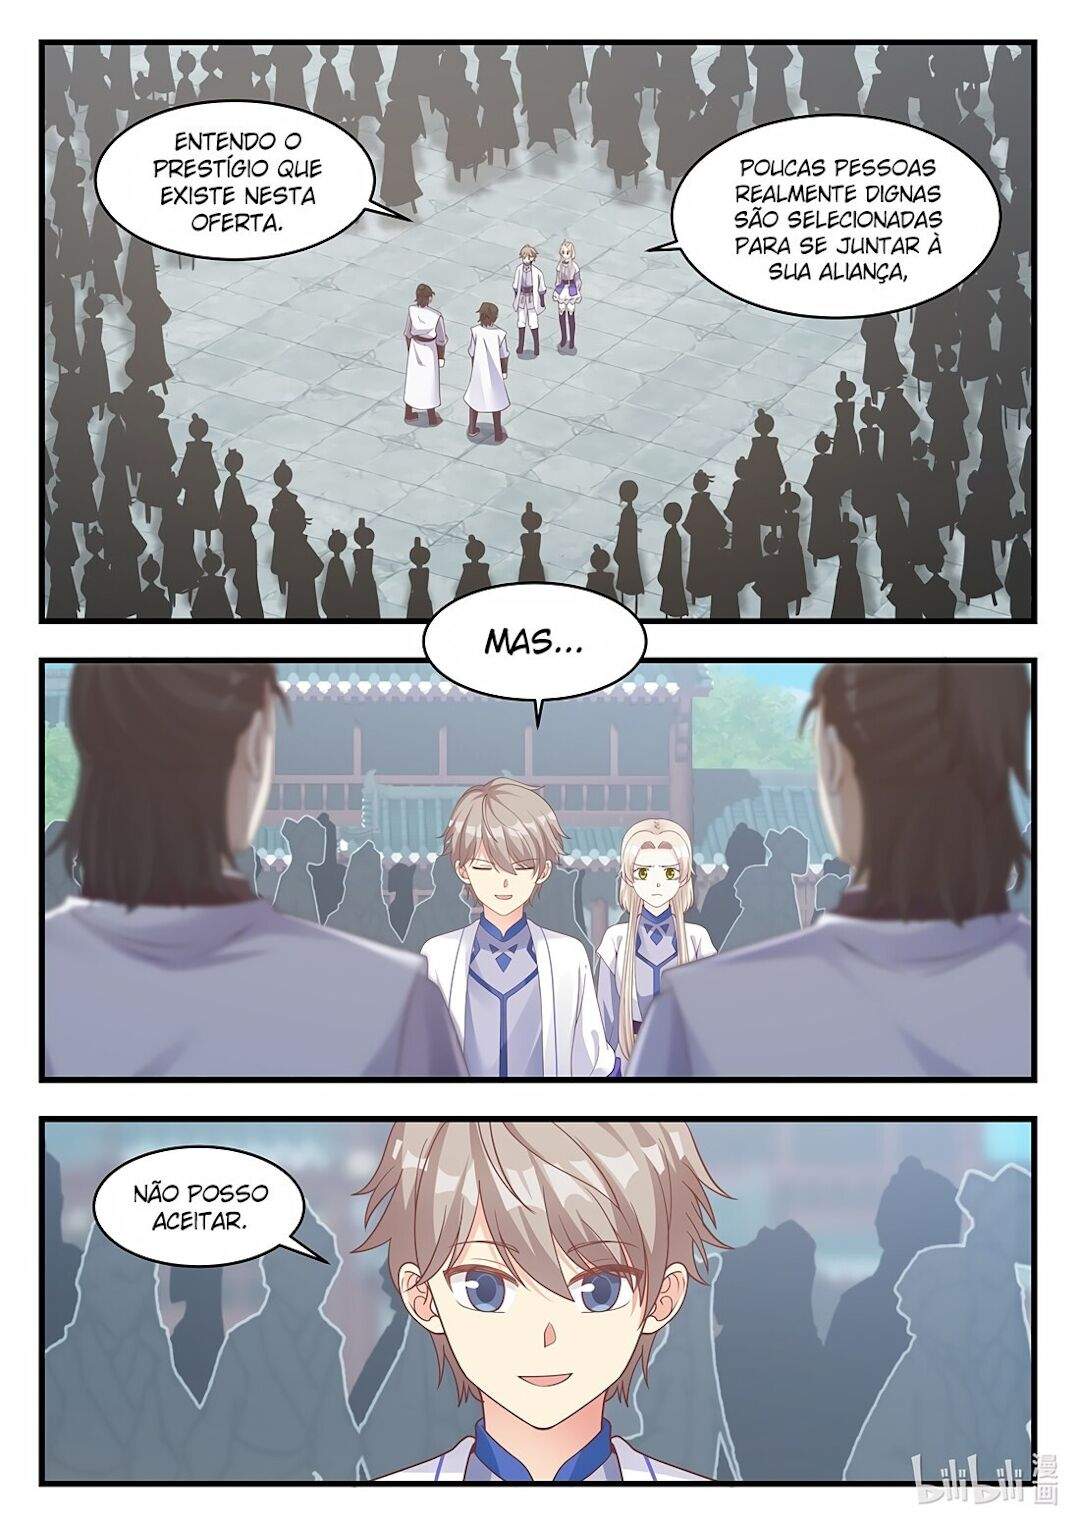 ENTENDO O
PRESTÍGIO QUE
EXISTE NESTA
OFERTA.
POUCAS PESSOAS
REALMENTE DIGNAS
SÃO SELECIONADAS
PARA SE JUNTAR À
SUA ALIANÇA,
MAS...
NÃO POSSO
ACEITAR.
bilibili
漫画